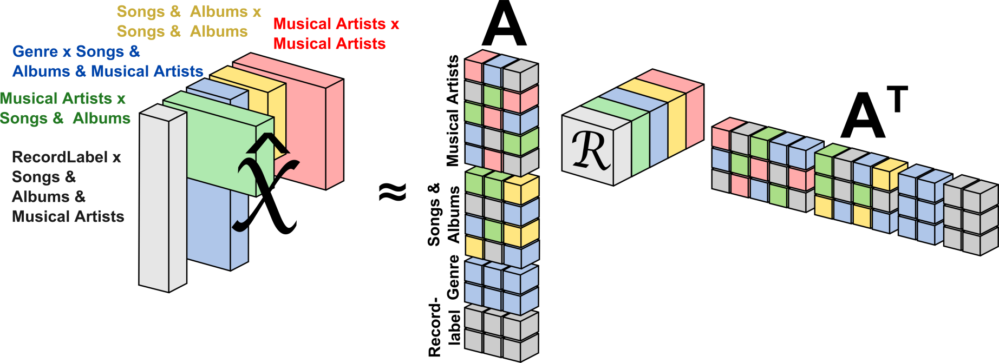 Songs & Albums x
Songs & Albums
Musical Artists x
Musical Artists
Genre x Songs &
Albums & Musical Artists
Musical Artists x
Songs & Albums
RecordLabel x
Songs &
Albums &
Musical Artists
X̂
≈
A
Musical Artists
Songs &
Albums
Genre
Record-
label
R
Aᵀ